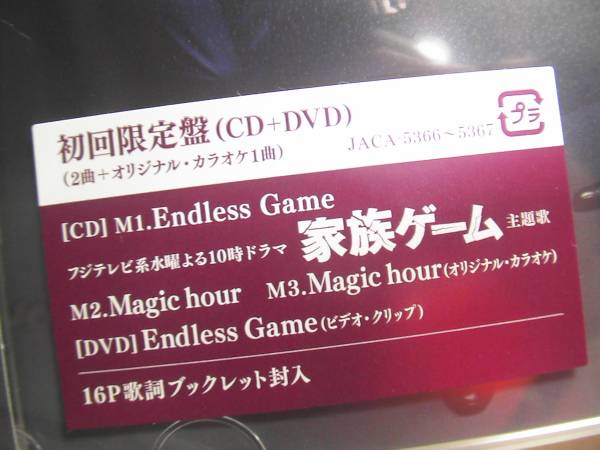 初回限定盤(CD+DVD)
(2曲+オリジナル・カラオケ1曲)
JACA-5366~5367
プラ
[CD] M1.Endless Game
フジテレビ系水曜よる10時ドラマ 家族ゲーム 主題歌
M2.Magic hour M3.Magic hour(オリジナル・カラオケ)
[DVD] Endless Game(ビデオ・クリップ)
16P歌詞ブックレット封入